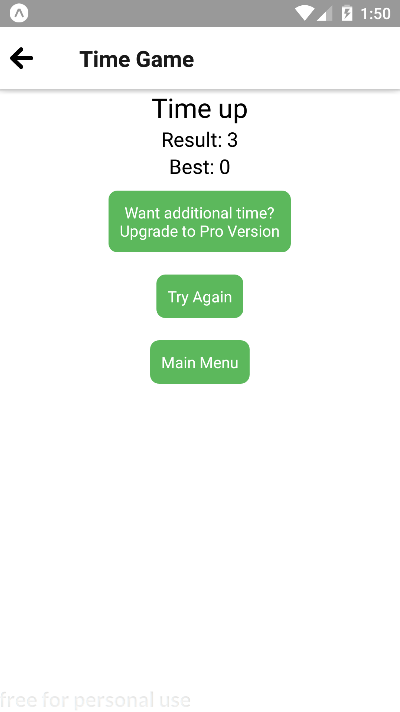 1:50
Time Game
Time up
Result: 3
Best: 0
Want additional time?
Upgrade to Pro Version
Try Again
Main Menu
free for personal use